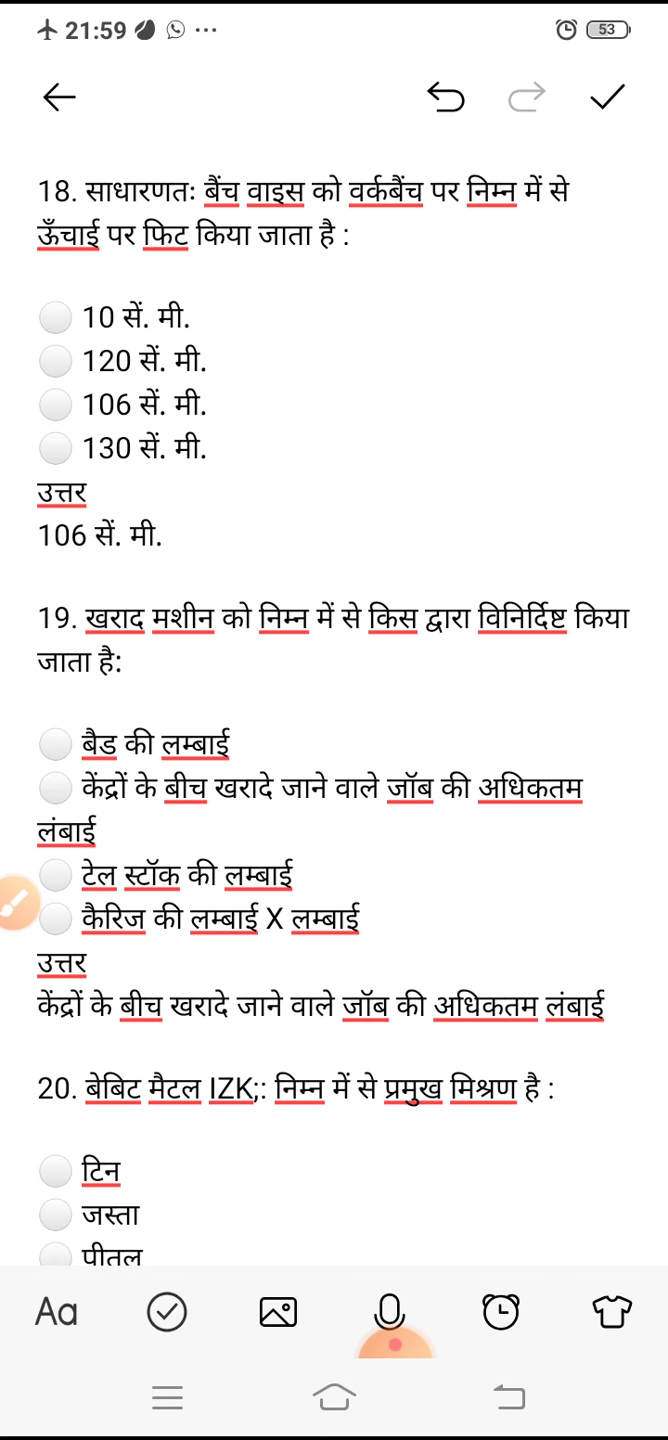 21:59
53
18. साधारणतः बैंच वाइस को वर्कबैंच पर निम्न में से
ऊँचाई पर फिट किया जाता है :
10 सें. मी.
120 सें. मी.
106 सें. मी.
130 सें. मी.
उत्तर
106 सें. मी.
19. खराद मशीन को निम्न में से किस द्वारा विनिर्दिष्ट किया
जाता है:
बैड की लम्बाई
केंद्रों के बीच खरादे जाने वाले जॉब की अधिकतम
लंबाई
टेल स्टॉक की लम्बाई
कैरिज की लम्बाई X लम्बाई
उत्तर
केंद्रों के बीच खरादे जाने वाले जॉब की अधिकतम लंबाई
20. बेबिट मैटल IZK;: निम्न में से प्रमुख मिश्रण है :
टिन
जस्ता
पीतल
Aa